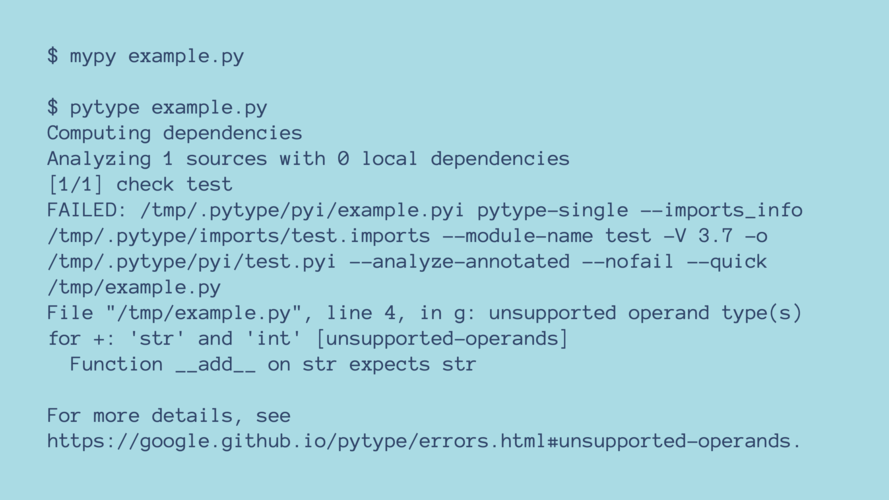 $ mypy example.py
$ pytype example.py
Computing dependencies
Analyzing 1 sources with 0 local dependencies
[1/1] check test
FAILED: /tmp/.pytype/pyi/example.pyi pytype-single --imports_info
/tmp/.pytype/imports/test.imports --module-name test -V 3.7 -o
/tmp/.pytype/pyi/test.pyi --analyze-annotated --nofail --quick
/tmp/example.py
File "/tmp/example.py", line 4, in g: unsupported operand type(s)
for +: 'str' and 'int' [unsupported-operands]
  Function __add__ on str expects str
For more details, see
https://google.github.io/pytype/errors.html#unsupported-operands.